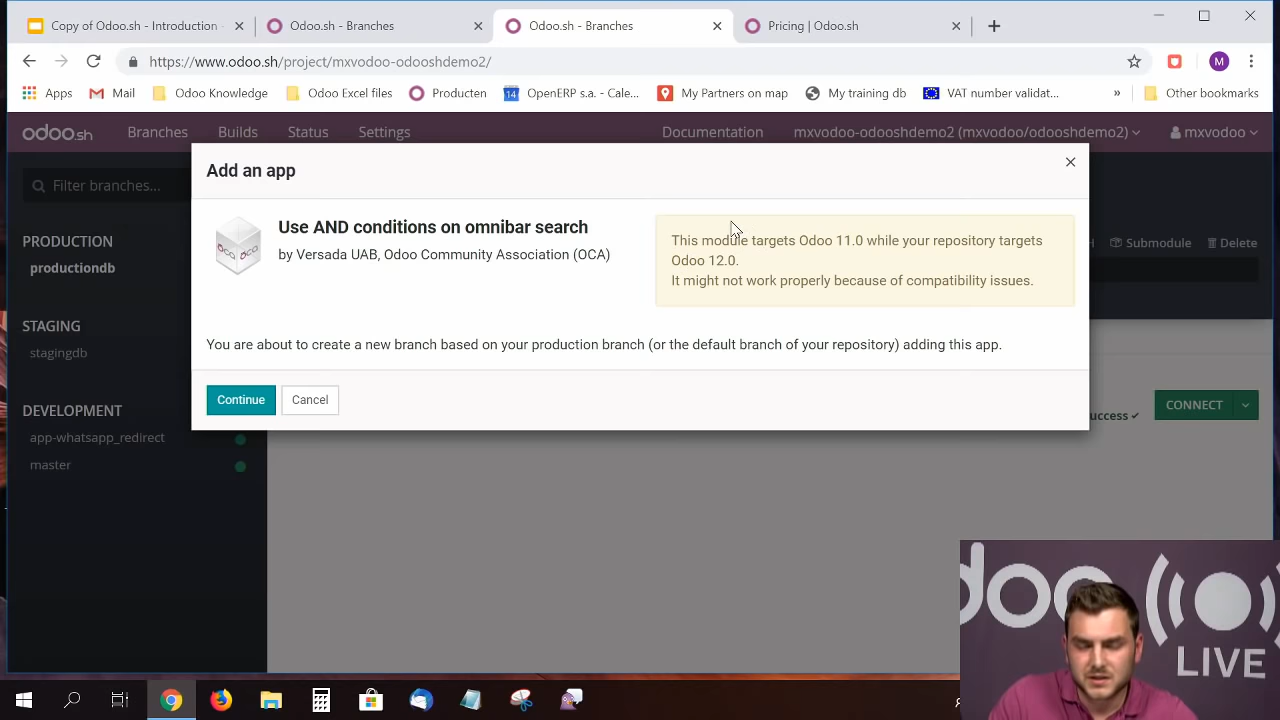 Copy of Odoo.sh - Introduction
Odoo.sh - Branches
Odoo.sh - Branches
Pricing | Odoo.sh
https://www.odoo.sh/project/mxvodoo-odooshdemo2/
M
Apps
Mail
Odoo Knowledge
Odoo Excel files
Producten
14
OpenERP s.a. - Cale...
My Partners on map
My training db
VAT number validat...
»
Other bookmarks
odoo.sh
Branches
Builds
Status
Settings
Documentation
mxvodoo-odooshdemo2 (mxvodoo/odooshdemo2)
mxvodoo
Filter branches...
PRODUCTION
productiondb
STAGING
stagingdb
DEVELOPMENT
app-whatsapp_redirect
master
Add an app
Use AND conditions on omnibar search
by Versada UAB, Odoo Community Association (OCA)
This module targets Odoo 11.0 while your repository targets
Odoo 12.0.
It might not work properly because of compatibility issues.
You are about to create a new branch based on your production branch (or the default branch of your repository) adding this app.
Continue
Cancel
Submodule
Delete
uccess
CONNECT
odoo
LIVE